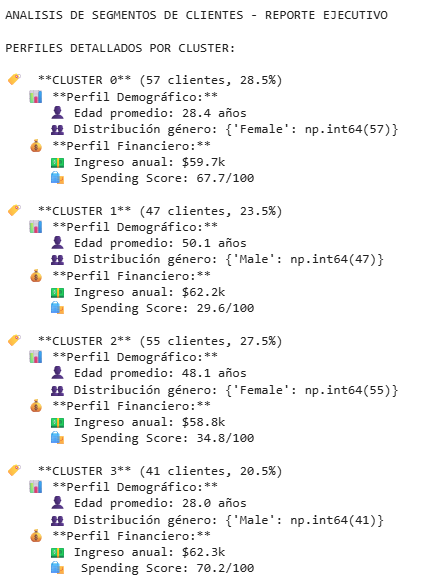 ANALISIS DE SEGMENTOS DE CLIENTES - REPORTE EJECUTIVO
PERFILES DETALLADOS POR CLUSTER:
**CLUSTER 0** (57 clientes, 28.5%)
**Perfil Demográfico:**
Edad promedio: 28.4 años
Distribución género: {'Female': np.int64(57)}
**Perfil Financiero:**
Ingreso anual: $59.7k
Spending Score: 67.7/100
**CLUSTER 1** (47 clientes, 23.5%)
**Perfil Demográfico:**
Edad promedio: 50.1 años
Distribución género: {'Male': np.int64(47)}
**Perfil Financiero:**
Ingreso anual: $62.2k
Spending Score: 29.6/100
**CLUSTER 2** (55 clientes, 27.5%)
**Perfil Demográfico:**
Edad promedio: 48.1 años
Distribución género: {'Female': np.int64(55)}
**Perfil Financiero:**
Ingreso anual: $58.8k
Spending Score: 34.8/100
**CLUSTER 3** (41 clientes, 20.5%)
**Perfil Demográfico:**
Edad promedio: 28.0 años
Distribución género: {'Male': np.int64(41)}
**Perfil Financiero:**
Ingreso anual: $62.3k
Spending Score: 70.2/100